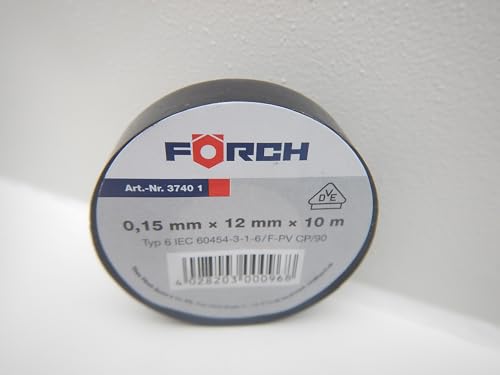 FÖRCH
Art.-Nr. 3740 1
VDE
0,15 mm × 12 mm × 10 m
Typ 6 IEC 60454-3-1-6/F-PV CP/90
4 028203 000968